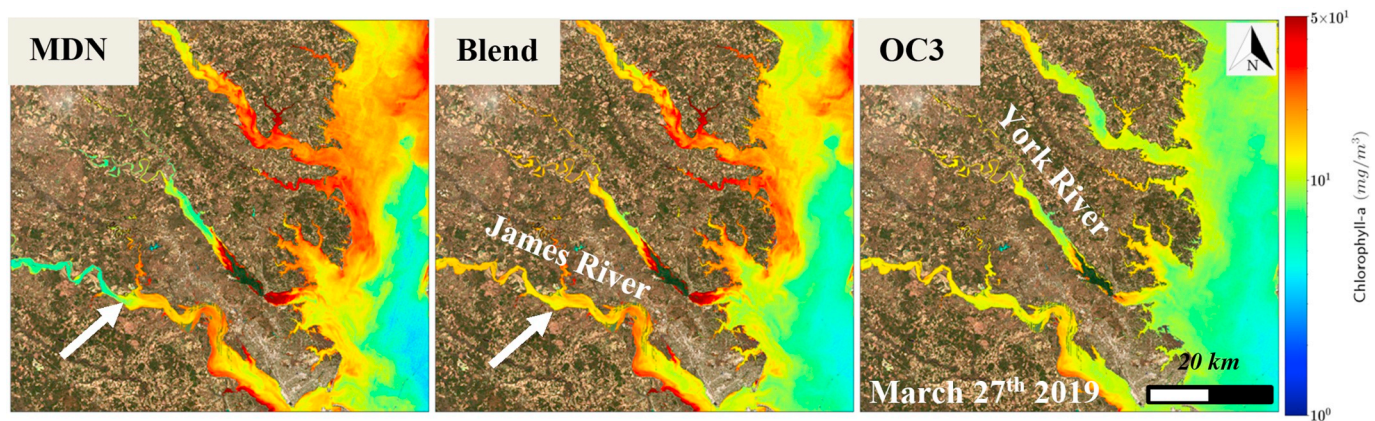 MDN
Blend
OC3
N
York River
James River
20 km
March 27th 2019
5×10¹
10¹
10⁰
Chlorophyll-a (mg/m³)